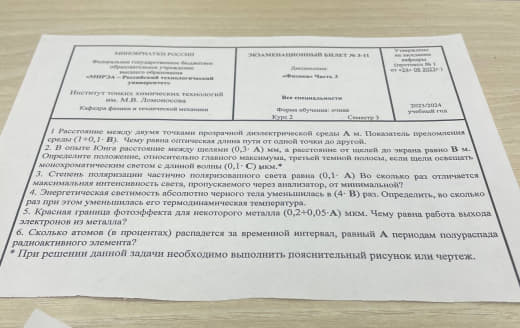 МИНОБРНАУКИ РОССИИ
Федеральное государственное бюджетное
образовательное учреждение
высшего образования
«МИРЭА – Российский технологический
университет»
Институт тонких химических технологий
им. М.В. Ломоносова
Кафедра физики и технической механики
ЭКЗАМЕНАЦИОННЫЙ БИЛЕТ № 3-11
Дисциплина:
«Физика» Часть 3
Все специальности
Форма обучения: очная
Курс 2 Семестр 3
Утверждено
на заседании
кафедры
(протокол № 1
от «23» 08 2023г.)
2023/2024
учебный год
1 Расстояние между двумя точками прозрачной диэлектрической среды А м. Показатель преломления
среды (1+0,1· В). Чему равна оптическая длина пути от одной точки до другой.
2. В опыте Юнга расстояние между щелями (0,3· А) мм, а расстояние от щелей до экрана равно В м.
Определите положение, относительно главного максимума, третьей темной полосы, если щели освещать
монохроматическим светом с длиной волны (0,1· С) мкм.*
3. Степень поляризации частично поляризованного света равна (0,1· А) Во сколько раз отличается
максимальная интенсивность света, пропускаемого через анализатор, от минимальной?
4. Энергетическая светимость абсолютно черного тела уменьшилась в (4· В) раз. Определить, во сколько
раз при этом уменьшилась его термодинамическая температура.
5. Красная граница фотоэффекта для некоторого металла (0,2+0,05·А) мкм. Чему равна работа выхода
электронов из металла?
6. Сколько атомов (в процентах) распадется за временной интервал, равный А периодам полураспада
радиоактивного элемента?
* При решении данной задачи необходимо выполнить пояснительный рисунок или чертеж.